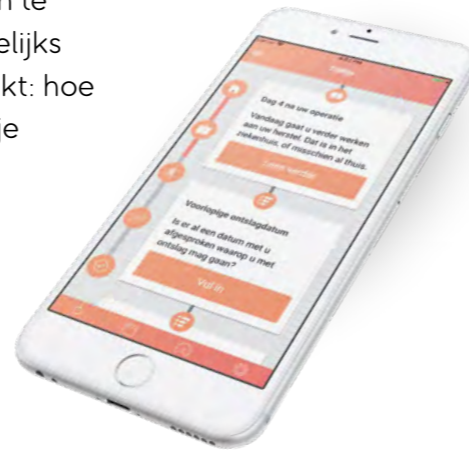 n te
elijks
kt: hoe
je
Dag 4 na uw operatie
Vandaag gaat u verder werken
aan uw herstel. Dat is in het
ziekenhuis, of misschien al thuis.
Lees verder
Voorlopige ontslagdatum
Is er al een datum met u
afgesproken waarop u met
ontslag mag gaan?
Vul in